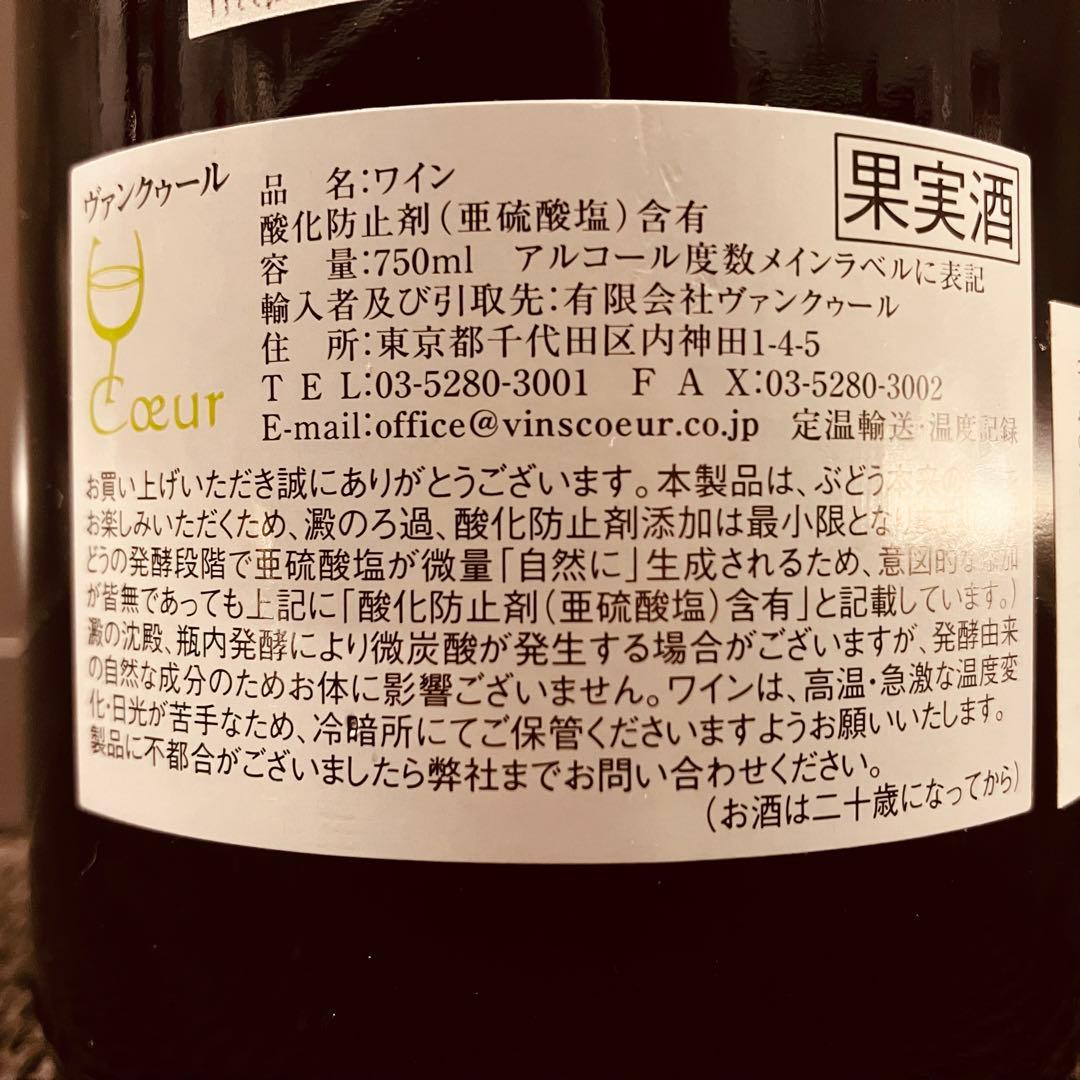 ヴァンクゥール
Cœur
果実酒
品 名:ワイン
酸化防止剤(亜硫酸塩)含有
容 量:750ml アルコール度数メインラベルに表記
輸入者及び引取先:有限会社ヴァンクゥール
住 所:東京都千代田区内神田1-4-5
TEL:03-5280-3001 FAX:03-5280-3002
E-mail:office@vinscoeur.co.jp 定温輸送・温度記録
お買い上げいただき誠にありがとうございます。本製品は、ぶどう本来の
お楽しみいただくため、澱のろ過、酸化防止剤添加は最小限とな
どうの発酵段階で亜硫酸塩が微量「自然に」生成されるため、意図的な添加
が皆無であっても上記に「酸化防止剤(亜硫酸塩)含有」と記載しています。)
澱の沈殿、瓶内発酵により微炭酸が発生する場合がございますが、発酵由来
の自然な成分のためお体に影響ございません。ワインは、高温・急激な温度変
化・日光が苦手なため、冷暗所にてご保管くださいますようお願いいたします。
製品に不都合がございましたら弊社までお問い合わせください。
(お酒は二十歳になってから)